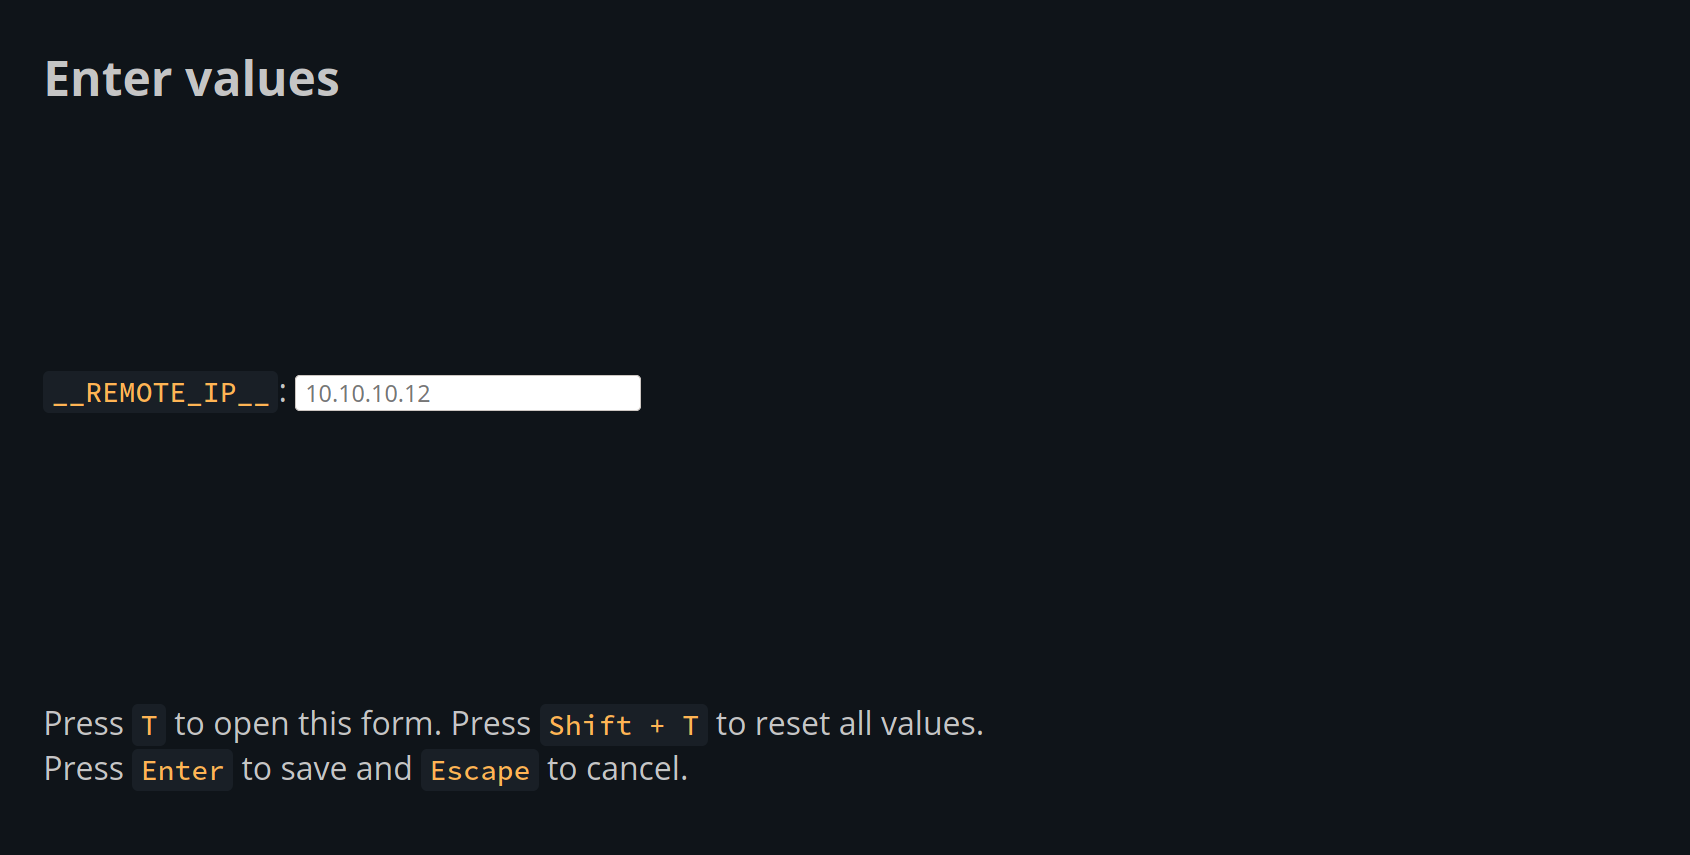 Enter values
__REMOTE_IP__: 10.10.10.12
Press T to open this form. Press Shift + T to reset all values.
Press Enter to save and Escape to cancel.